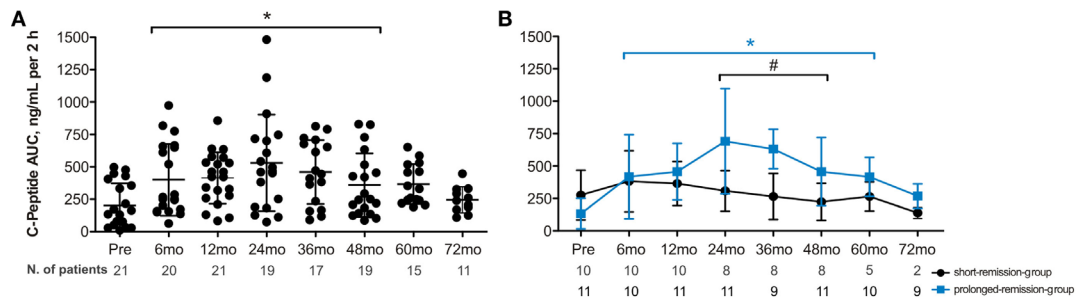 A
B
*
C-Peptide AUC, ng/mL per 2 h
1500
1250
1000
750
500
250
0
Pre 6mo 12mo 24mo 36mo 48mo 60mo 72mo
N. of patients 21 20 21 19 17 19 15 11
*
#
1500
1250
1000
750
500
250
0
Pre 6mo 12mo 24mo 36mo 48mo 60mo 72mo
10 10 10 8 8 8 5 2 short-remission-group
11 10 11 11 9 11 10 9 prolonged-remission-group